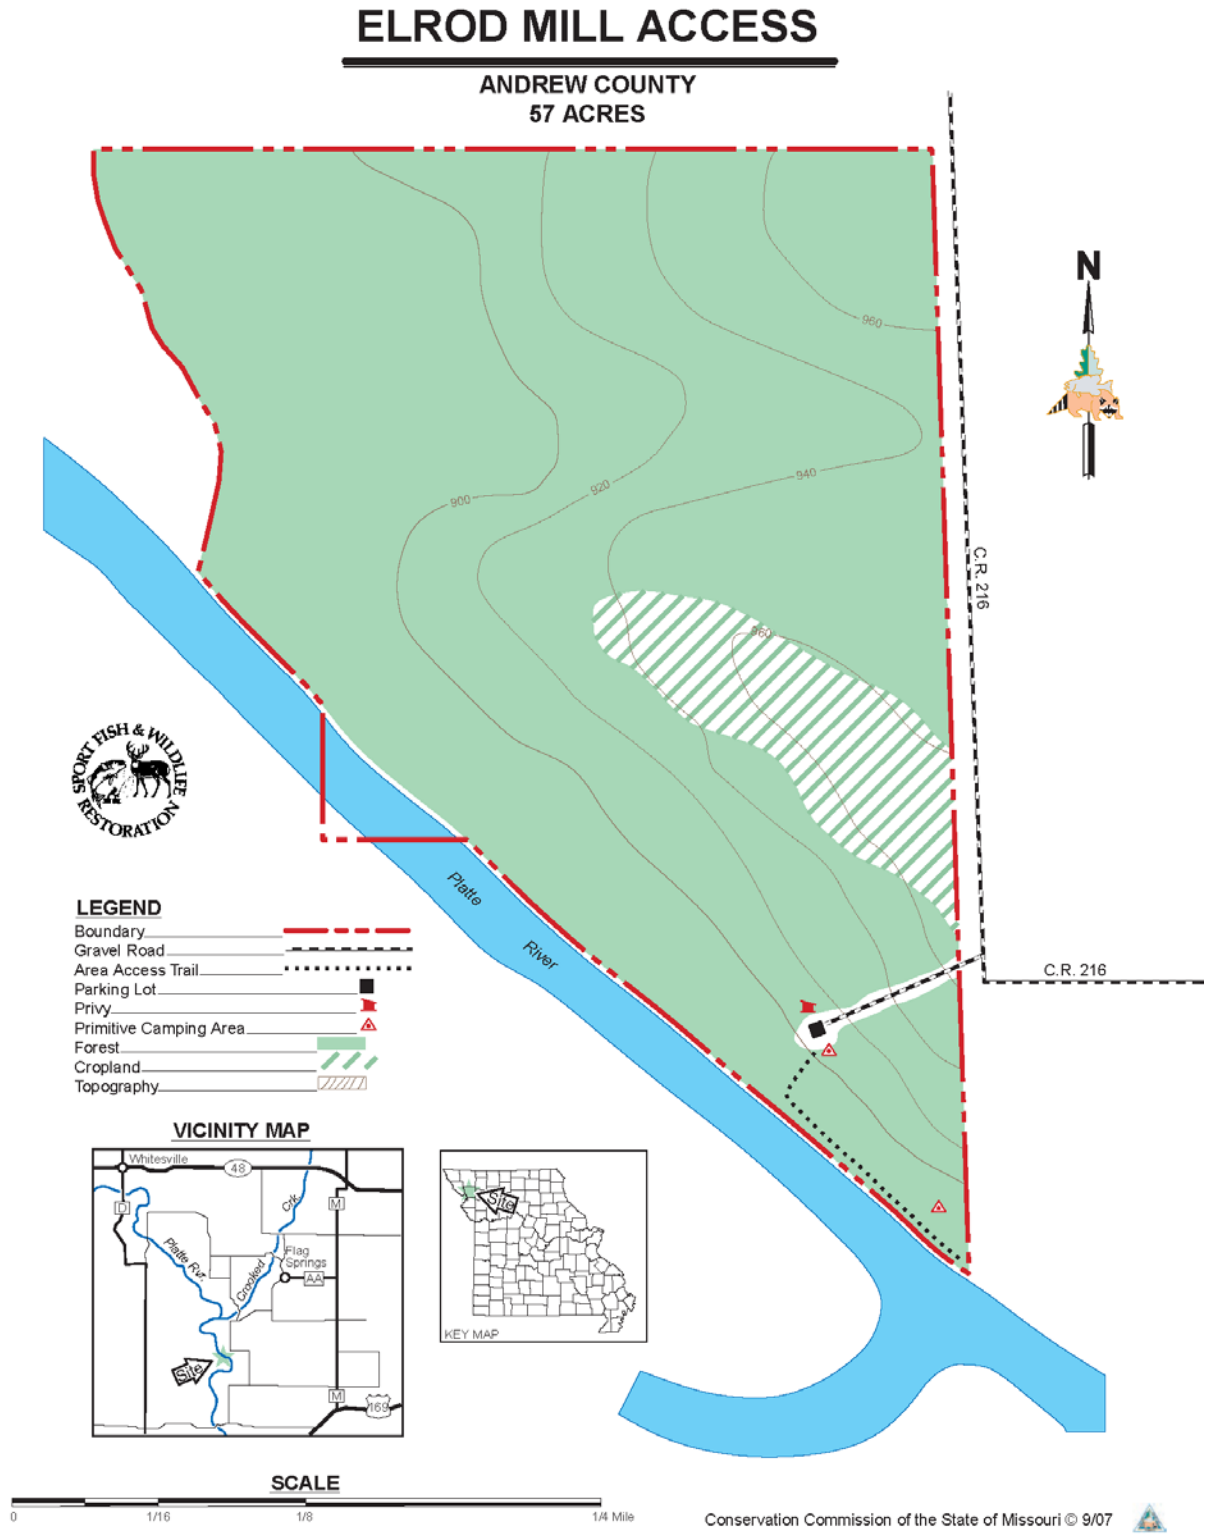 ELROD MILL ACCESS
ANDREW COUNTY
57 ACRES
N
960
940
920
900
960
C.R. 216
C.R. 216
SPORT FISH & WILDLIFE
RESTORATION
Platte
River
LEGEND
Boundary
Gravel Road
Area Access Trail
Parking Lot
Privy
Primitive Camping Area
Forest
Cropland
Topography
VICINITY MAP
Whitesville
48
D
M
Crk.
Platte Rvr.
Crooked
Flag
Springs
AA
Site
M
169
Site
KEY MAP
SCALE
0 1/16 1/8 1/4 Mile
Conservation Commission of the State of Missouri © 9/07